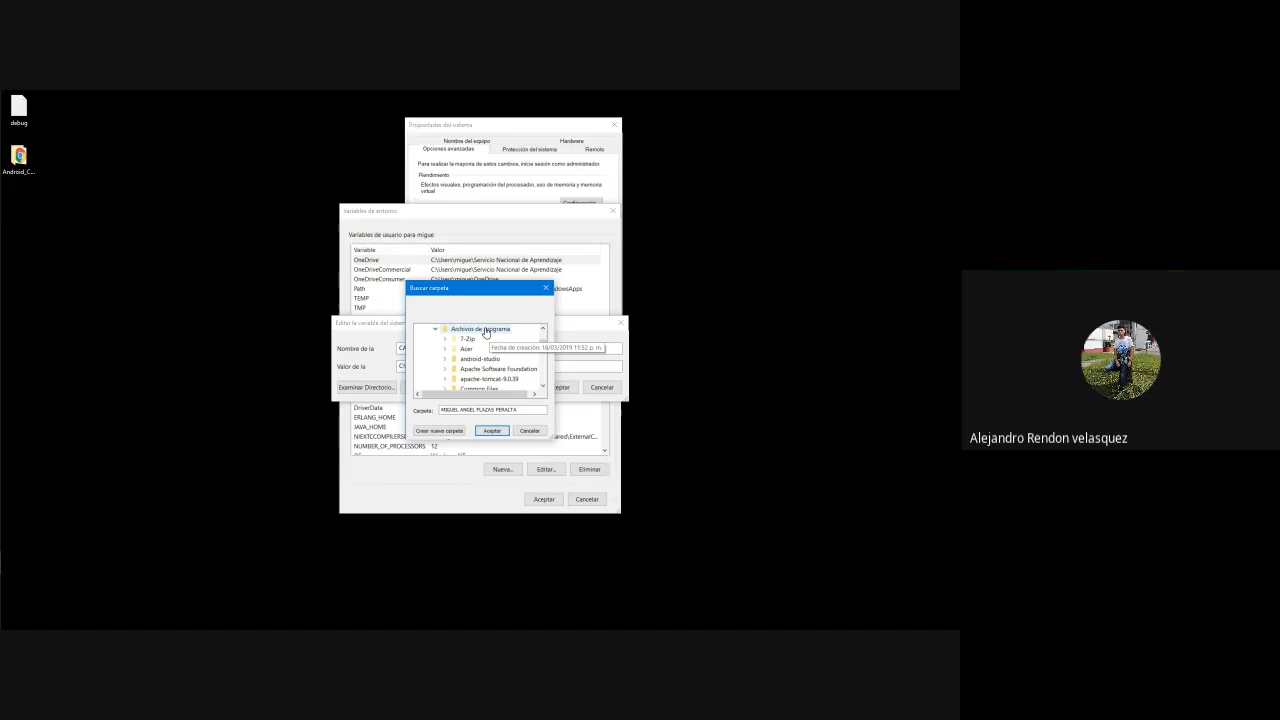 debug
Android_C...
Propiedades del sistema
Nombre del equipo
Hardware
Opciones avanzadas
Protección del sistema
Remoto
Para realizar la mayoría de estos cambios, inicie sesión como administrador.
Rendimiento
Efectos visuales, programación del procesador, uso de memoria y memoria
virtual
Variables de entorno
Variables de usuario para migue
Variable Valor
OneDrive C:\Users\migue\Servicio Nacional de Aprendizaje
OneDriveCommercial C:\Users\migue\Servicio Nacional de Aprendizaje
OneDriveConsumer
Path
TEMP
TMP
Buscar carpeta
Archivos de programa
7-Zip
Acer
Fecha de creación: 18/03/2019 11:52 p. m.
android-studio
Apache Software Foundation
apache-tomcat-9.0.39
Common Files
Carpeta: MIGUEL ANGEL PLAZAS PERALTA
Crear nueva carpeta Aceptar Cancelar
Editar la variable del sistem
Nombre de la CA
Valor de la C:\
Examinar Directorio...
Cancelar
DriverData
ERLANG_HOME
JAVA_HOME
NUMBER_OF_PROCESSORS 12
Nueva... Editar... Eliminar
Aceptar Cancelar
Alejandro Rendon velasquez